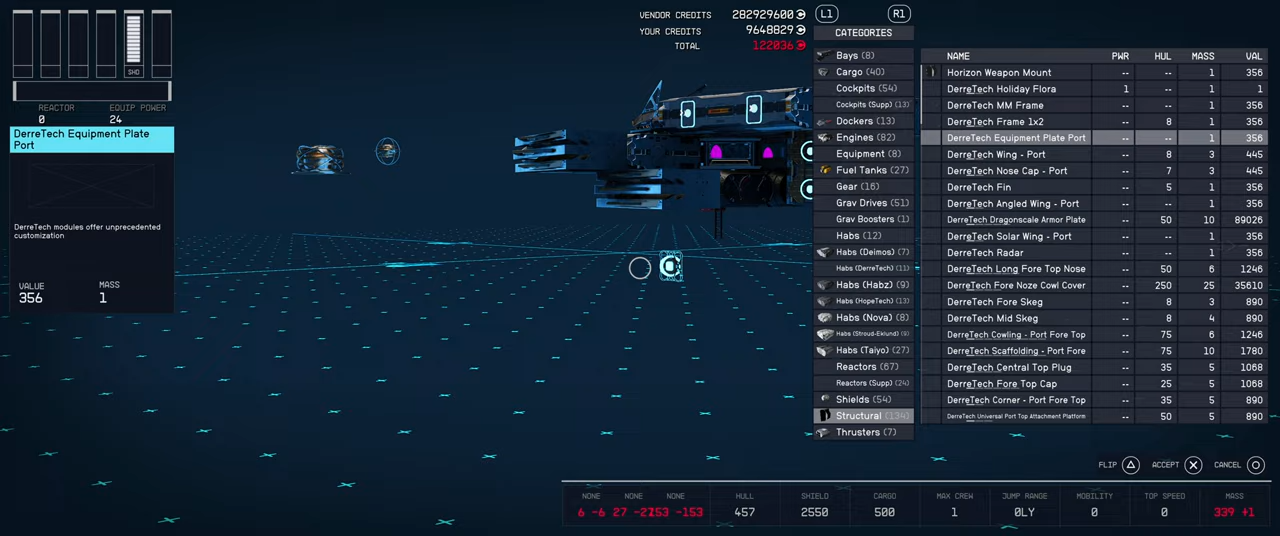 VENDOR CREDITS 282929600
YOUR CREDITS 9648829
TOTAL 122036
L1 R1
CATEGORIES
SHD
REACTOR EQUIP POWER
0 24
DerreTech Equipment Plate
Port
DerreTech modules offer unprecedented
customization
VALUE MASS
356 1
Bays (8)
Cargo (40)
Cockpits (54)
Cockpits (Supp) (13)
Dockers (13)
Engines (82)
Equipment (8)
Fuel Tanks (27)
Gear (16)
Grav Drives (51)
Grav Boosters (1)
Habs (12)
Habs (Deimos) (7)
Habs (DerreTech) (11)
Habs (Habz) (9)
Habs (HopeTech) (13)
Habs (Nova) (8)
Habs (Stroud-Eklund) (9)
Habs (Taiyo) (27)
Reactors (67)
Reactors (Supp) (24)
Shields (54)
Structural (134)
Thrusters (7)
NAME PWR HUL MASS VAL
Horizon Weapon Mount -- -- 1 356
DerreTech Holiday Flora 1 -- 1 1
DerreTech MM Frame -- -- 1 356
DerreTech Frame 1x2 -- 8 1 356
DerreTech Equipment Plate Port -- -- 1 356
DerreTech Wing - Port -- 8 3 445
DerreTech Nose Cap - Port -- 7 3 445
DerreTech Fin -- 5 1 356
DerreTech Angled Wing - Port -- -- 1 356
DerreTech Dragonscale Armor Plate -- 50 10 89026
DerreTech Solar Wing - Port -- -- 1 356
DerreTech Radar -- -- 1 356
DerreTech Long Fore Top Nose -- 50 6 1246
DerreTech Fore Noze Cowl Cover -- 250 25 35610
DerreTech Fore Skeg -- 8 3 890
DerreTech Mid Skeg -- 8 4 890
DerreTech Cowling - Port Fore Top -- 75 6 1246
DerreTech Scaffolding - Port Fore -- 75 10 1780
DerreTech Central Top Plug -- 35 5 1068
DerreTech Fore Top Cap -- 25 5 1068
DerreTech Corner - Port Fore Top -- 35 5 890
DerreTech Universal Port Top Attachment Platform -- 50 5 890
FLIP ACCEPT CANCEL
NONE NONE NONE HULL SHIELD CARGO MAX CREW JUMP RANGE MOBILITY TOP SPEED MASS
6 -6 27 -27 153 -153 457 2550 500 1 0LY 0 0 339 +1